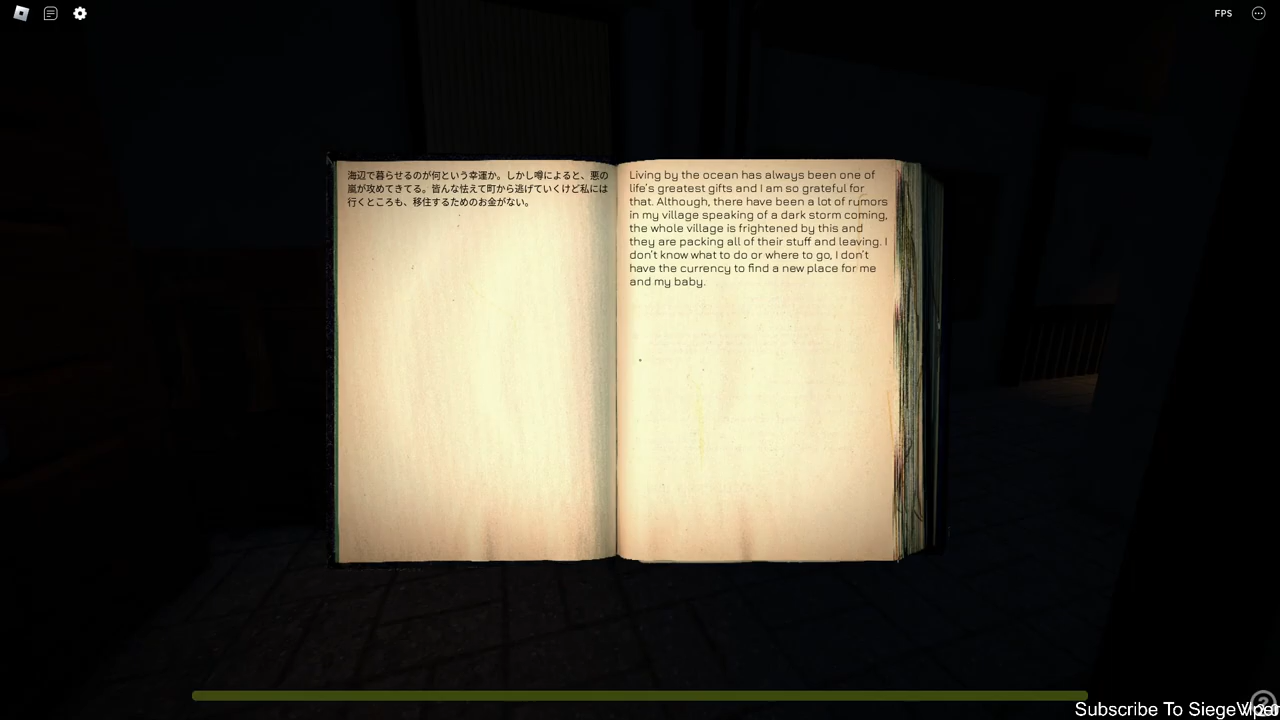 FPS
海辺で暮らせるのが何という幸運か。しかし噂によると、悪の
嵐が攻めてきてる。皆んな怯えて町から逃げていくけど私には
行くところも、移住するためのお金がない。
Living by the ocean has always been one of
life's greatest gifts and I am so grateful for
that. Although, there have been a lot of rumors
in my village speaking of a dark storm coming,
the whole village is frightened by this and
they are packing all of their stuff and leaving. I
don't know what to do or where to go, I don't
have the currency to find a new place for me
and my baby.
Subscribe To SiegeViper